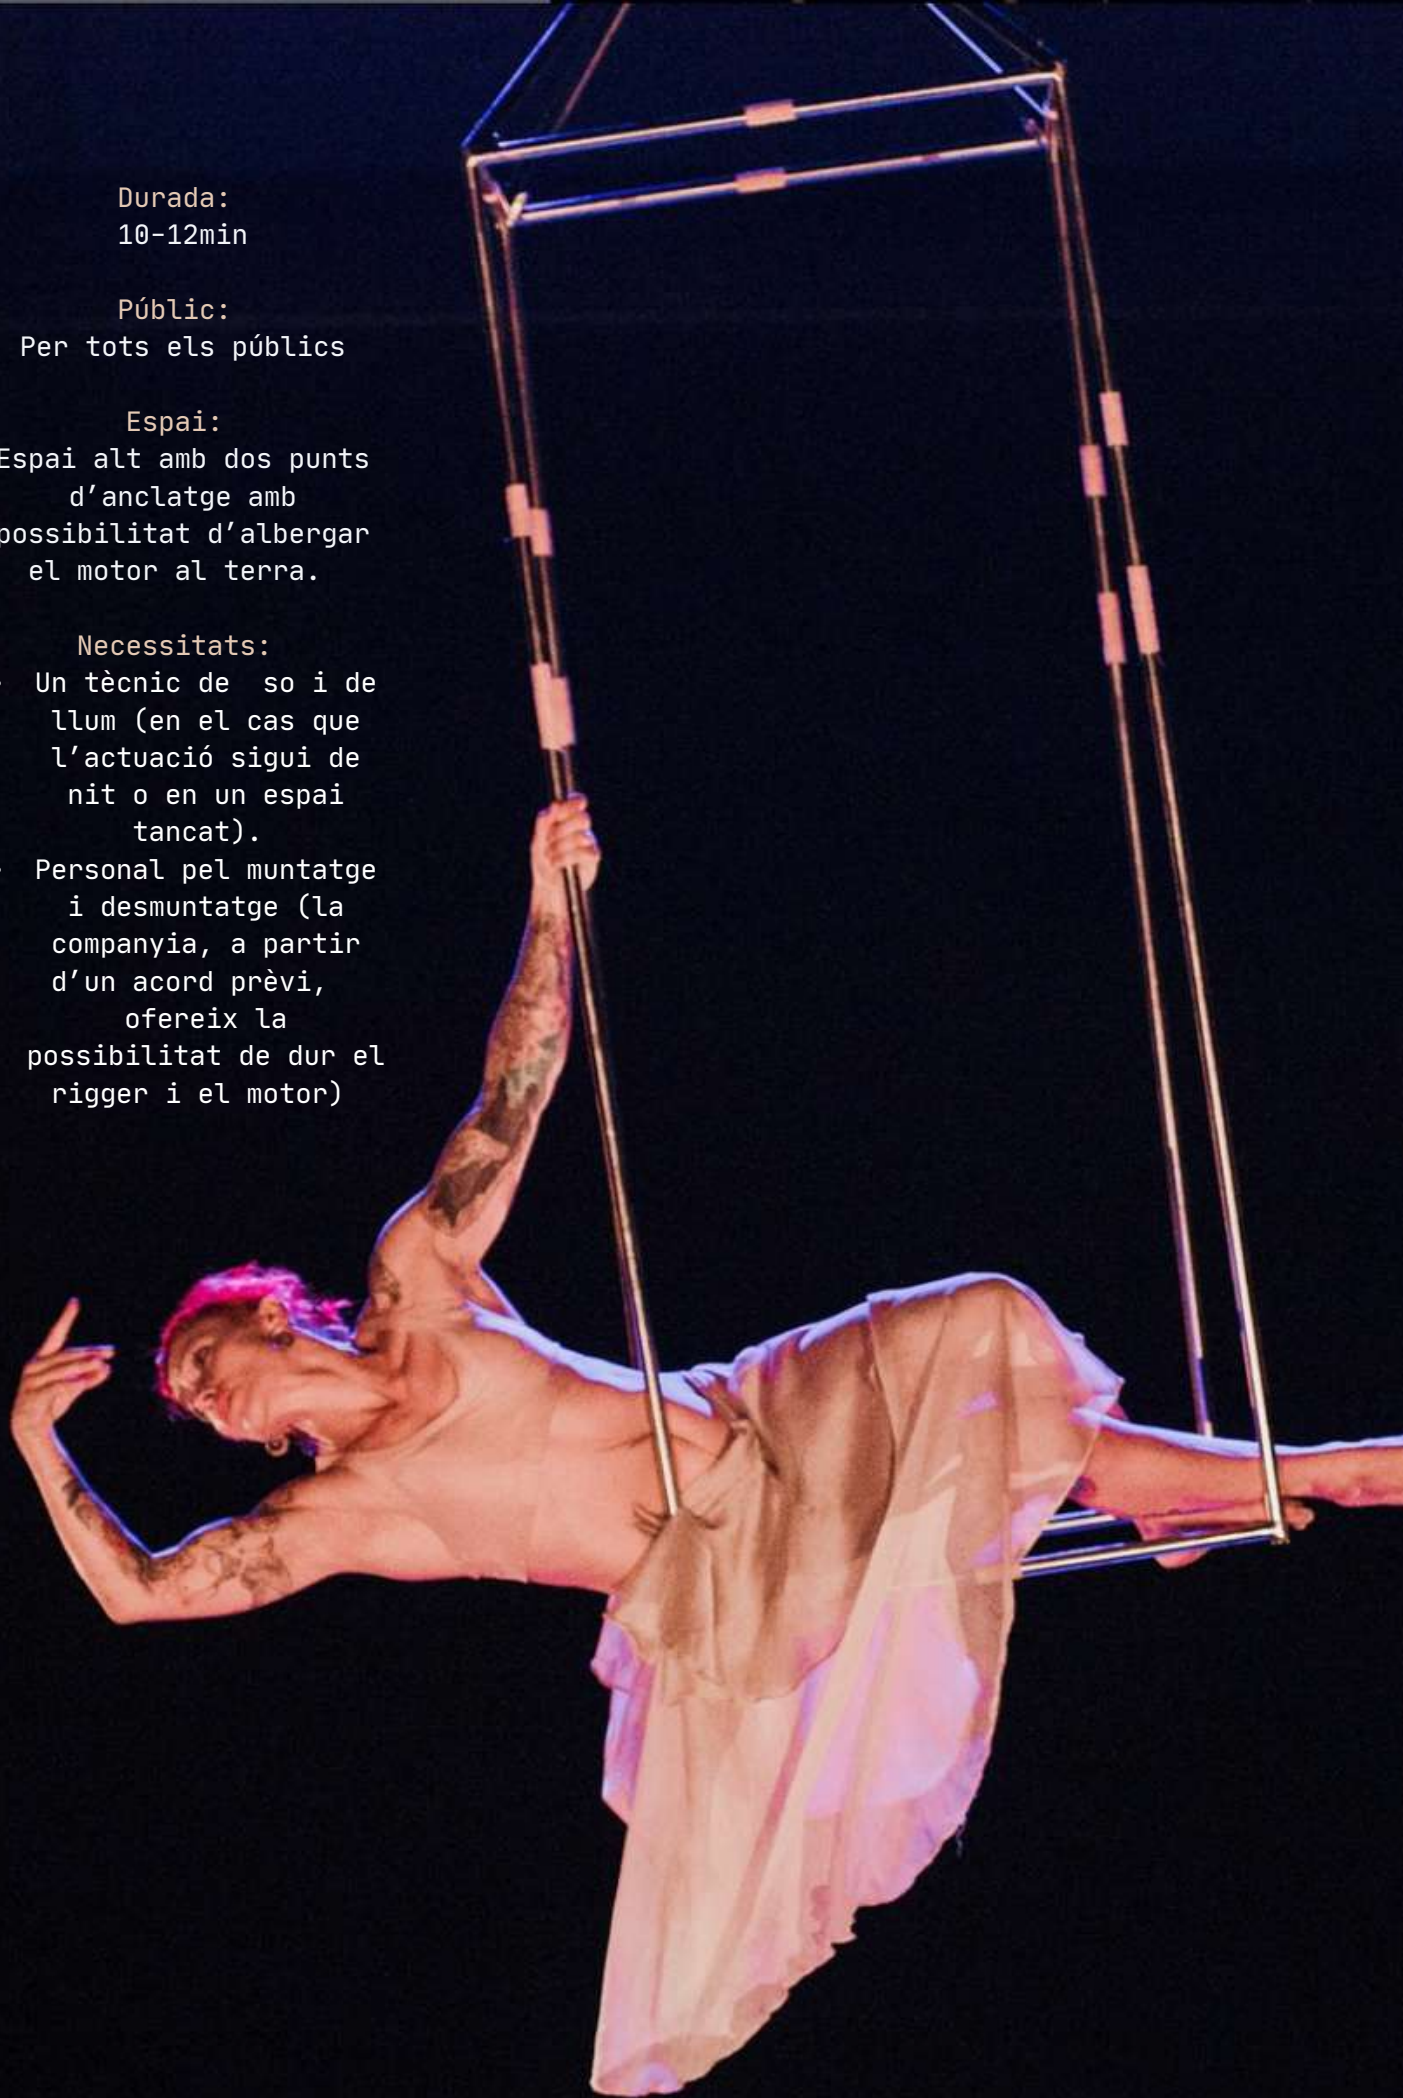 Durada:
10-12min
Públic:
Per tots els públics
Espai:
Espai alt amb dos punts
d’anclatge amb
possibilitat d’albergar
el motor al terra.
Necessitats:
Un tècnic de  so i de
llum (en el cas que
l’actuació sigui de
nit o en un espai
tancat).
Personal pel muntatge
i desmuntatge (la
companyia, a partir
d’un acord prèvi,
ofereix la
possibilitat de dur el
rigger i el motor)